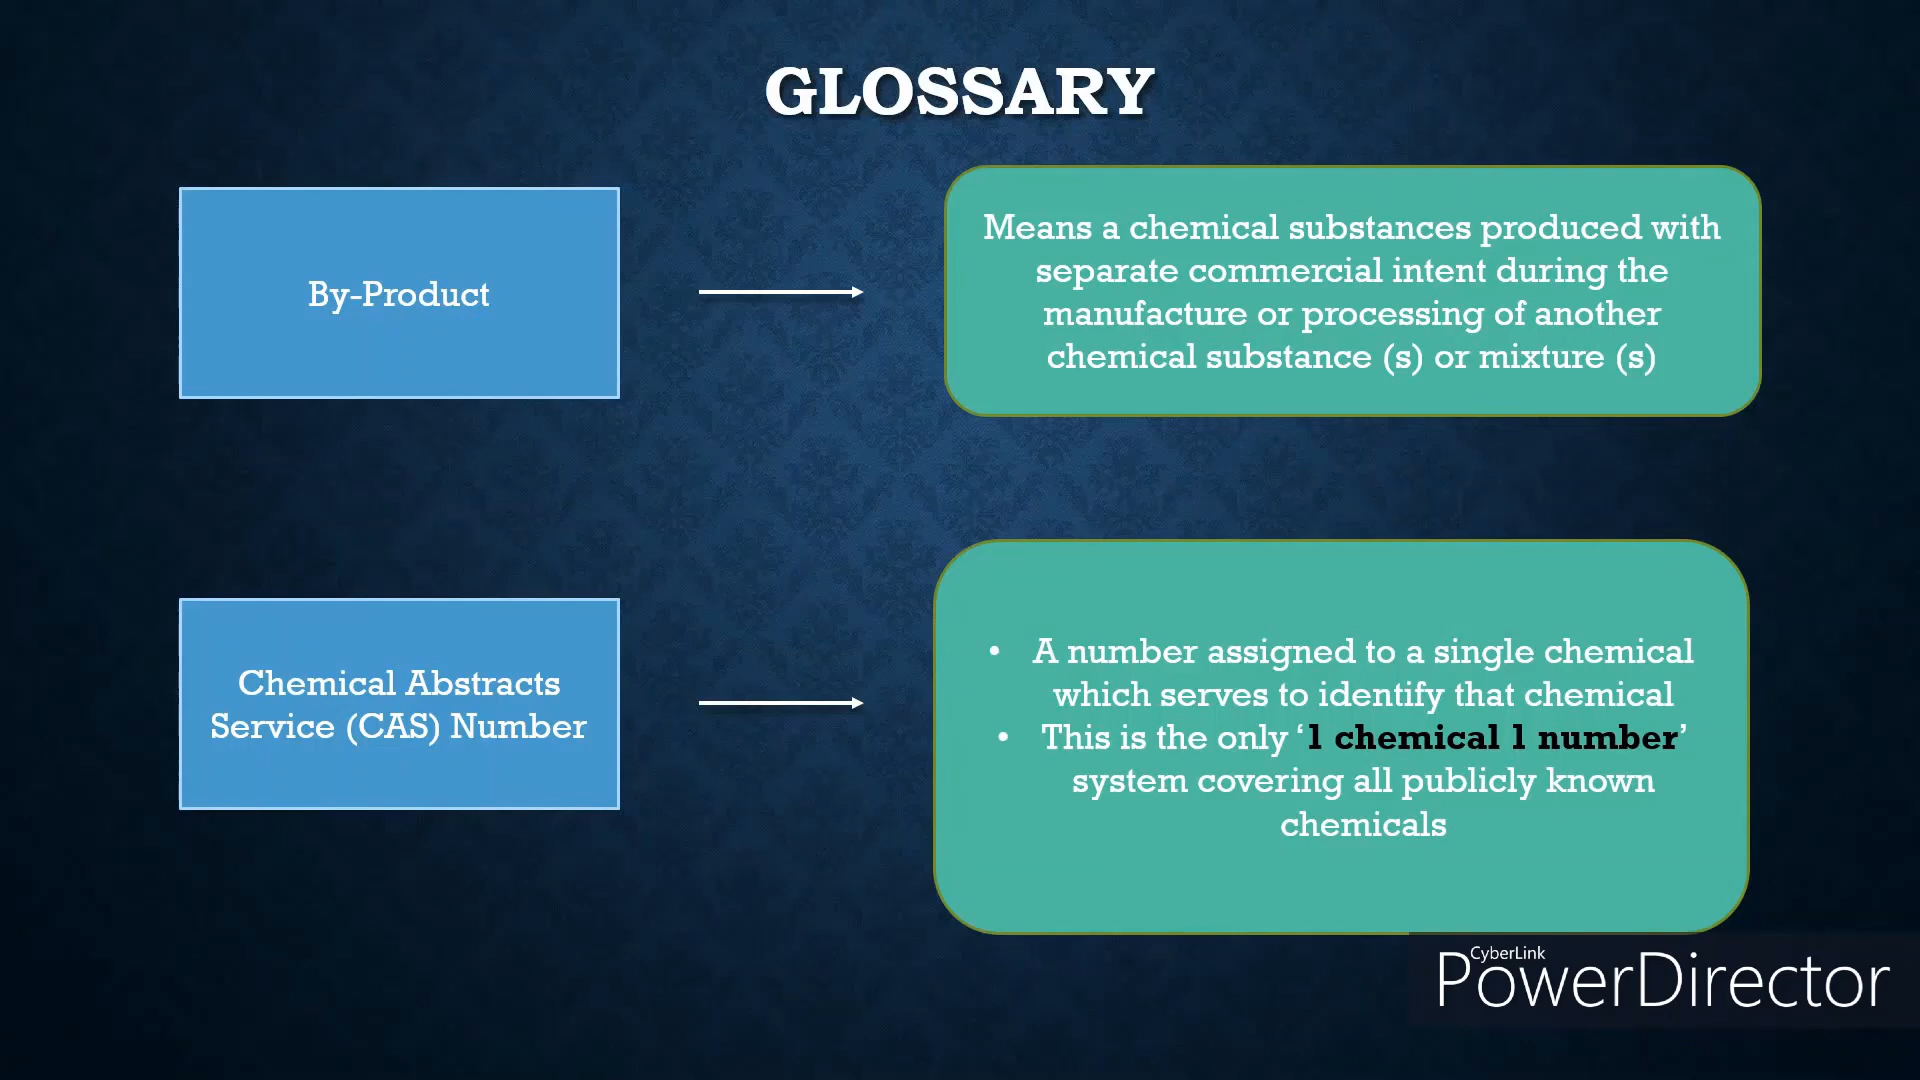 GLOSSARY
By-Product
Means a chemical substances produced with
separate commercial intent during the
manufacture or processing of another
chemical substance (s) or mixture (s)
Chemical Abstracts
Service (CAS) Number
• A number assigned to a single chemical
which serves to identify that chemical
• This is the only ‘1 chemical 1 number’
system covering all publicly known
chemicals
CyberLink
PowerDirector